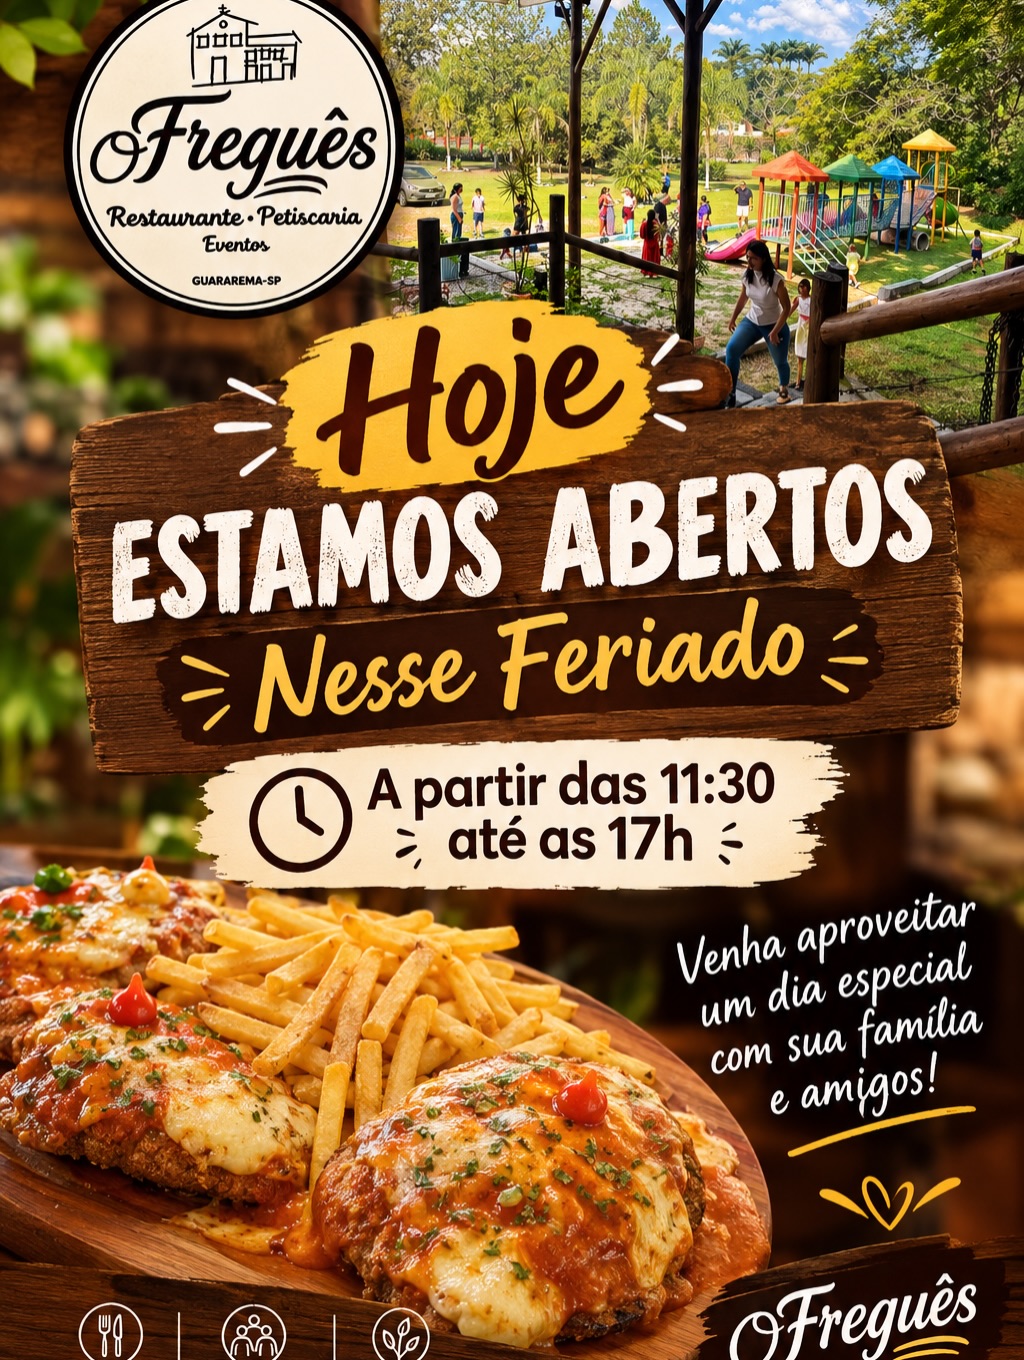 O Freguês
Restaurante • Petiscaria
Eventos
GUARAREMA-SP
Hoje
ESTAMOS ABERTOS
Nesse Feriado
A partir das 11:30
até as 17h
Venha aproveitar
um dia especial
com sua família
e amigos!
O Freguês